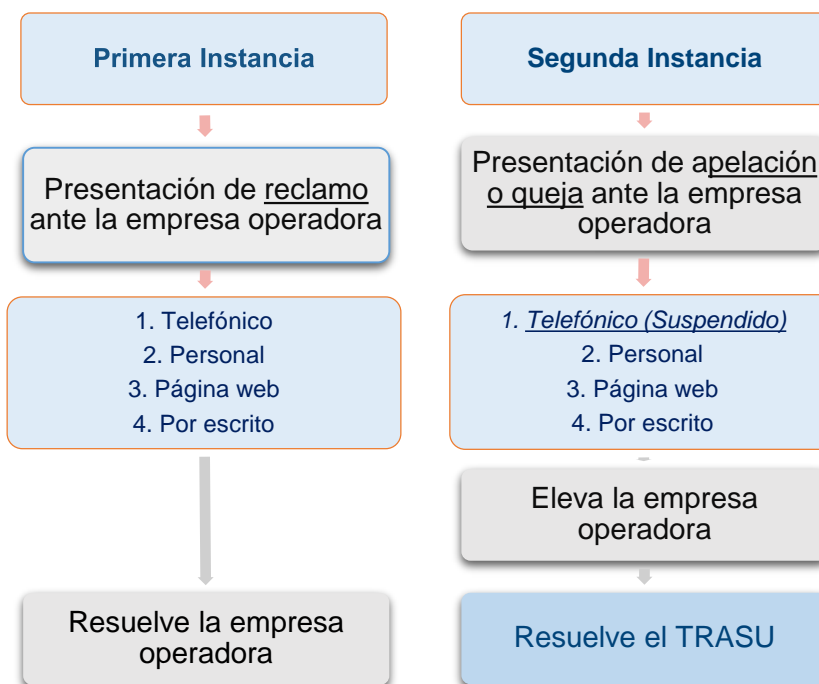 Primera Instancia
Presentación de reclamo
ante la empresa operadora
1. Telefónico
2. Personal
3. Página web
4. Por escrito
Resuelve la empresa
operadora
Segunda Instancia
Presentación de apelación
o queja ante la empresa
operadora
1. Telefónico (Suspendido)
2. Personal
3. Página web
4. Por escrito
Eleva la empresa
operadora
Resuelve el TRASU